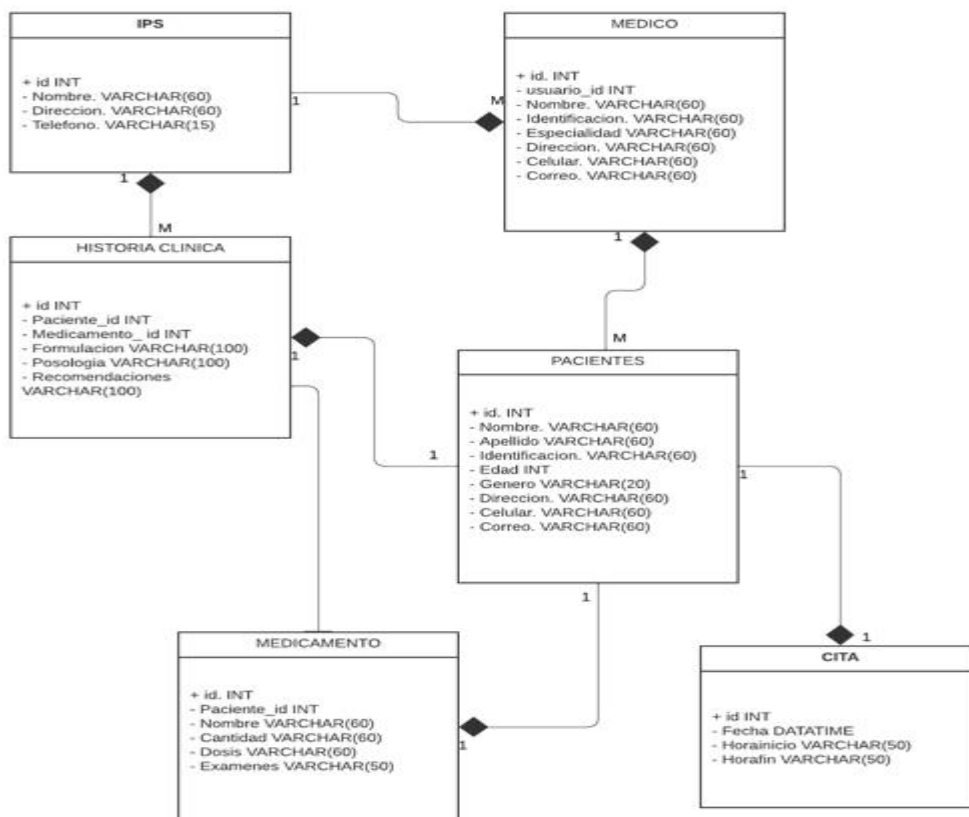 IPS
+ id INT
- Nombre. VARCHAR(60)
- Direccion. VARCHAR(60)
- Telefono. VARCHAR(15)
1
M
MEDICO
+ id. INT
- usuario_id INT
- Nombre. VARCHAR(60)
- Identificacion. VARCHAR(60)
- Especialidad VARCHAR(60)
- Direccion. VARCHAR(60)
- Celular. VARCHAR(60)
- Correo. VARCHAR(60)
1
M
1
M
HISTORIA CLINICA
+ id INT
- Paciente_id INT
- Medicamento_ id INT
- Formulacion VARCHAR(100)
- Posologia VARCHAR(100)
- Recomendaciones
VARCHAR(100)
1
1
PACIENTES
+ id. INT
- Nombre. VARCHAR(60)
- Apellido VARCHAR(60)
- Identificacion. VARCHAR(60)
- Edad INT
- Genero VARCHAR(20)
- Direccion. VARCHAR(60)
- Celular. VARCHAR(60)
- Correo. VARCHAR(60)
1
1
1
1
MEDICAMENTO
+ id. INT
- Paciente_id INT
- Nombre VARCHAR(60)
- Cantidad VARCHAR(60)
- Dosis VARCHAR(60)
- Examenes VARCHAR(50)
CITA
+ id INT
- Fecha DATATIME
- Horainicio VARCHAR(50)
- Horafin VARCHAR(50)